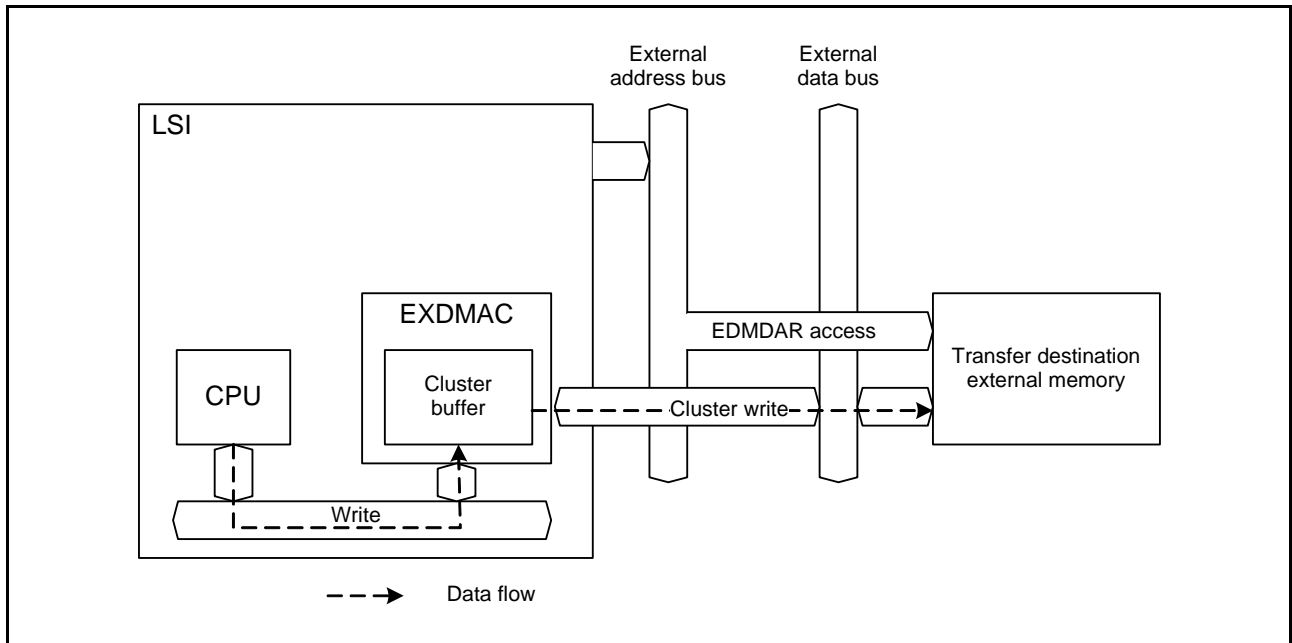 External
address bus
External
data bus
LSI
EXDMAC
EDMDAR access
Transfer destination
external memory
CPU
Cluster
buffer
Cluster write
Write
Data flow